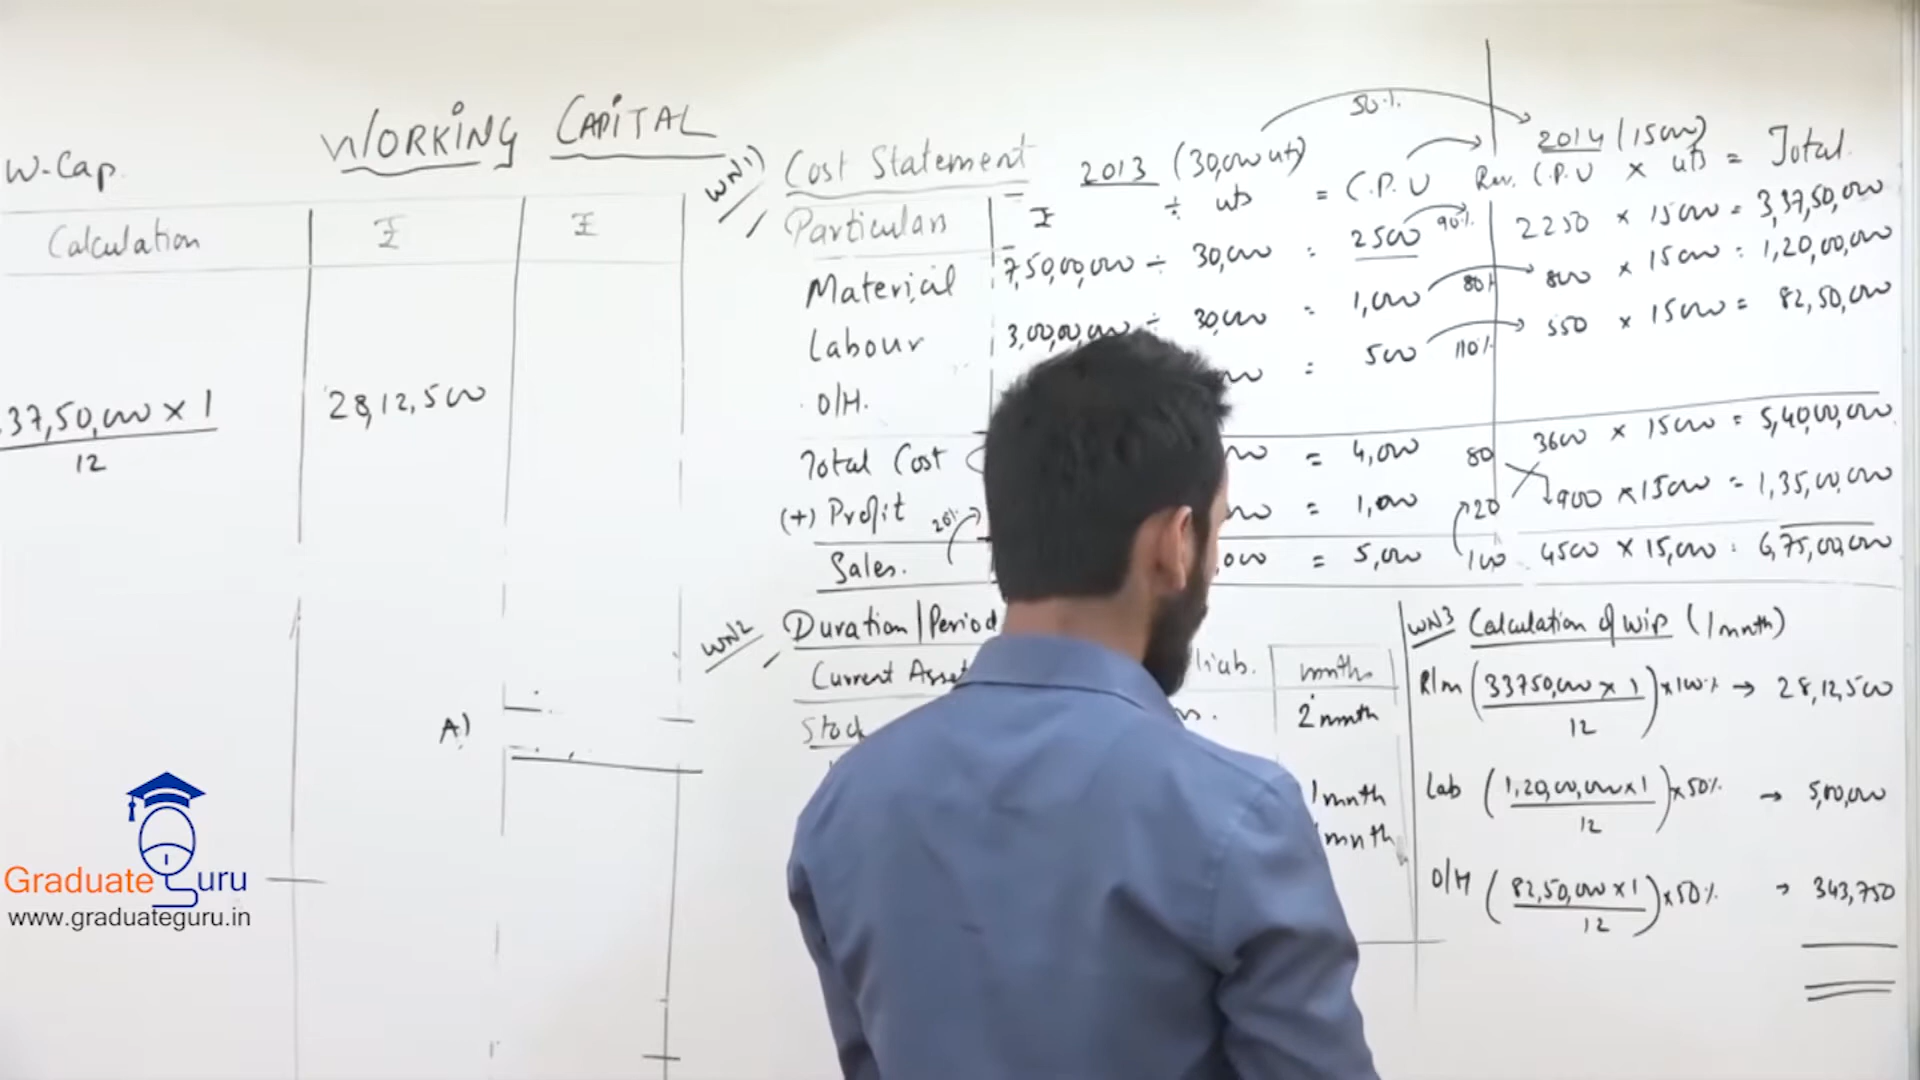 WORKING CAPITAL
W-Cap.
Calculation ₹ ₹
37,50,000 × 1 28,12,500
12
A)
WN1) Cost Statement 2013 (30,000 uts) 50% 2014 (15000)
Particulars ₹ ÷ uts = C.P.U Rev. C.P.U × uts = Total
Material 7,50,00,000 ÷ 30,000 = 2500 90% 2250 × 15000 = 3,37,50,000
Labour 3,00,00,000 ÷ 30,000 = 1,000 80% 800 × 15000 = 1,20,00,000
O/H. = 500 110% 550 × 15000 = 82,50,000
Total Cost = 4,000 80 3600 × 15000 = 5,40,00,000
(+) Profit = 1,000 20 900 × 15000 = 1,35,00,000
20%
Sales. = 5,000 100 4500 × 15,000 = 6,75,00,000
WN2 Duration/Period
Current Asset liab. months
Stock 2 month
1 month
month
WN3 Calculation of WIP (1 month)
R/m (33750,000 × 1) × 100% → 28,12,500
12
Lab (1,20,00,000 × 1) × 50% → 5,00,000
12
O/H (82,50,000 × 1) × 50% → 343,750
12
Graduate Guru
www.graduateguru.in